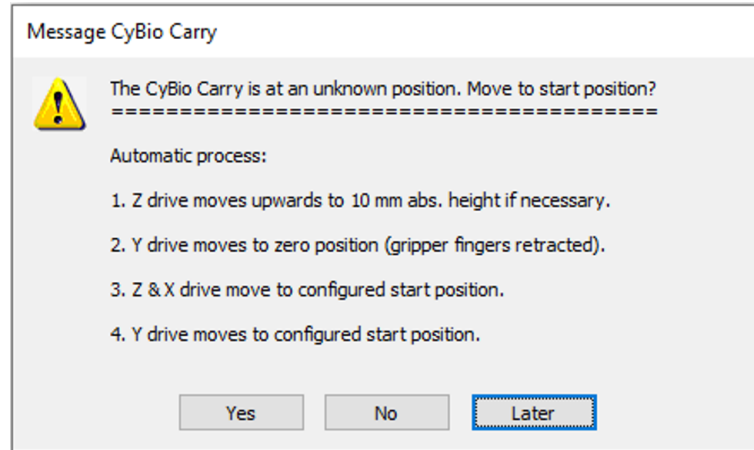 Message CyBio Carry
The CyBio Carry is at an unknown position. Move to start position?
========================================
Automatic process:
1. Z drive moves upwards to 10 mm abs. height if necessary.
2. Y drive moves to zero position (gripper fingers retracted).
3. Z & X drive move to configured start position.
4. Y drive moves to configured start position.
Yes No Later